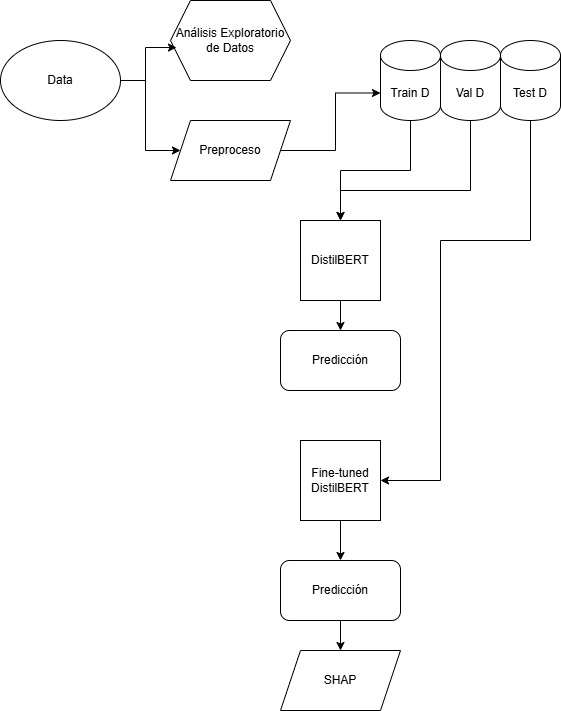 Análisis Exploratorio
de Datos
Data
Preproceso
Train D
Val D
Test D
DistilBERT
Predicción
Fine-tuned
DistilBERT
Predicción
SHAP